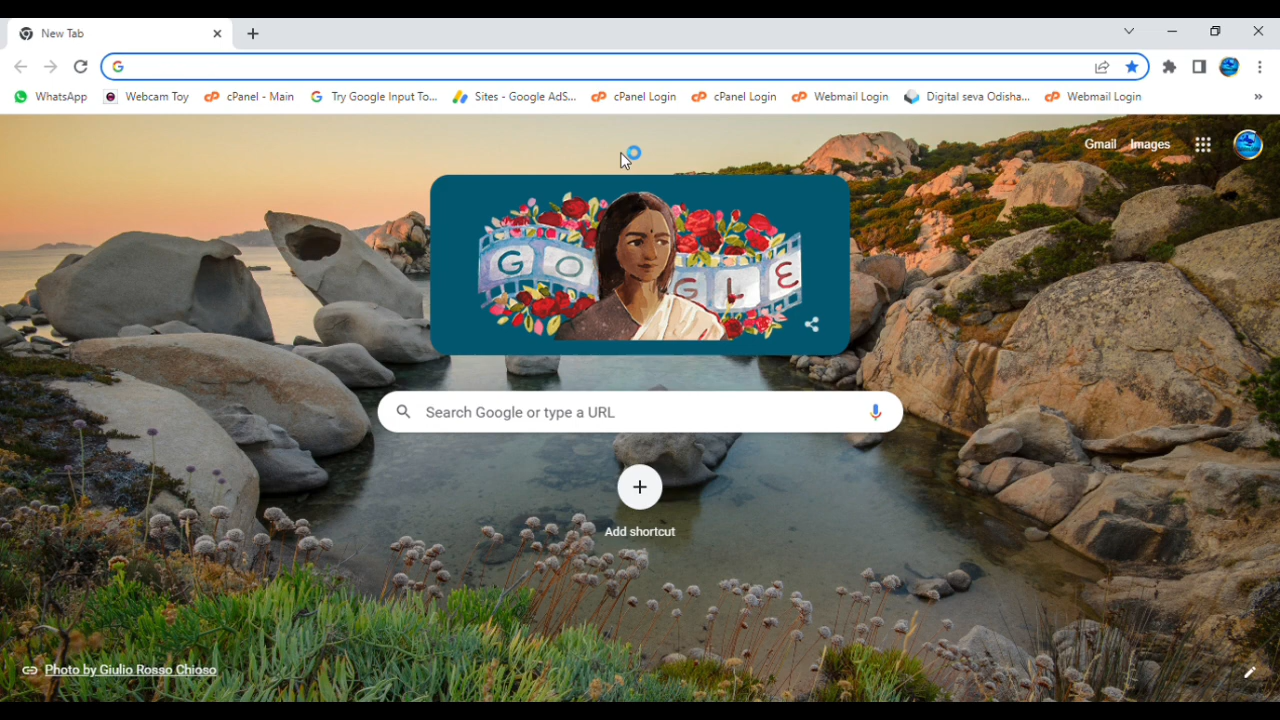 New Tab
WhatsApp Webcam Toy cPanel - Main Try Google Input To... Sites - Google AdS... cPanel Login cPanel Login Webmail Login Digital seva Odisha... Webmail Login »
Gmail Images
GOGLE
Search Google or type a URL
Add shortcut
Photo by Giulio Rosso Chioso